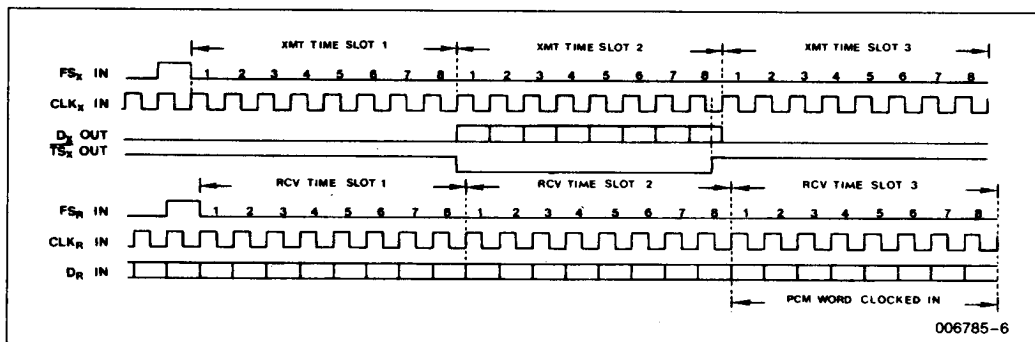 XMT TIME SLOT 1 XMT TIME SLOT 2 XMT TIME SLOT 3
FSX IN 1 2 3 4 5 6 7 8 1 2 3 4 5 6 7 8 1 2 3 4 5 6 7 8
CLKX IN
DX OUT
TSX OUT
RCV TIME SLOT 1 RCV TIME SLOT 2 RCV TIME SLOT 3
FSR IN 1 2 3 4 5 6 7 8 1 2 3 4 5 6 7 8 1 2 3 4 5 6 7 8
CLKR IN
DR IN
PCM WORD CLOCKED IN
006785-6